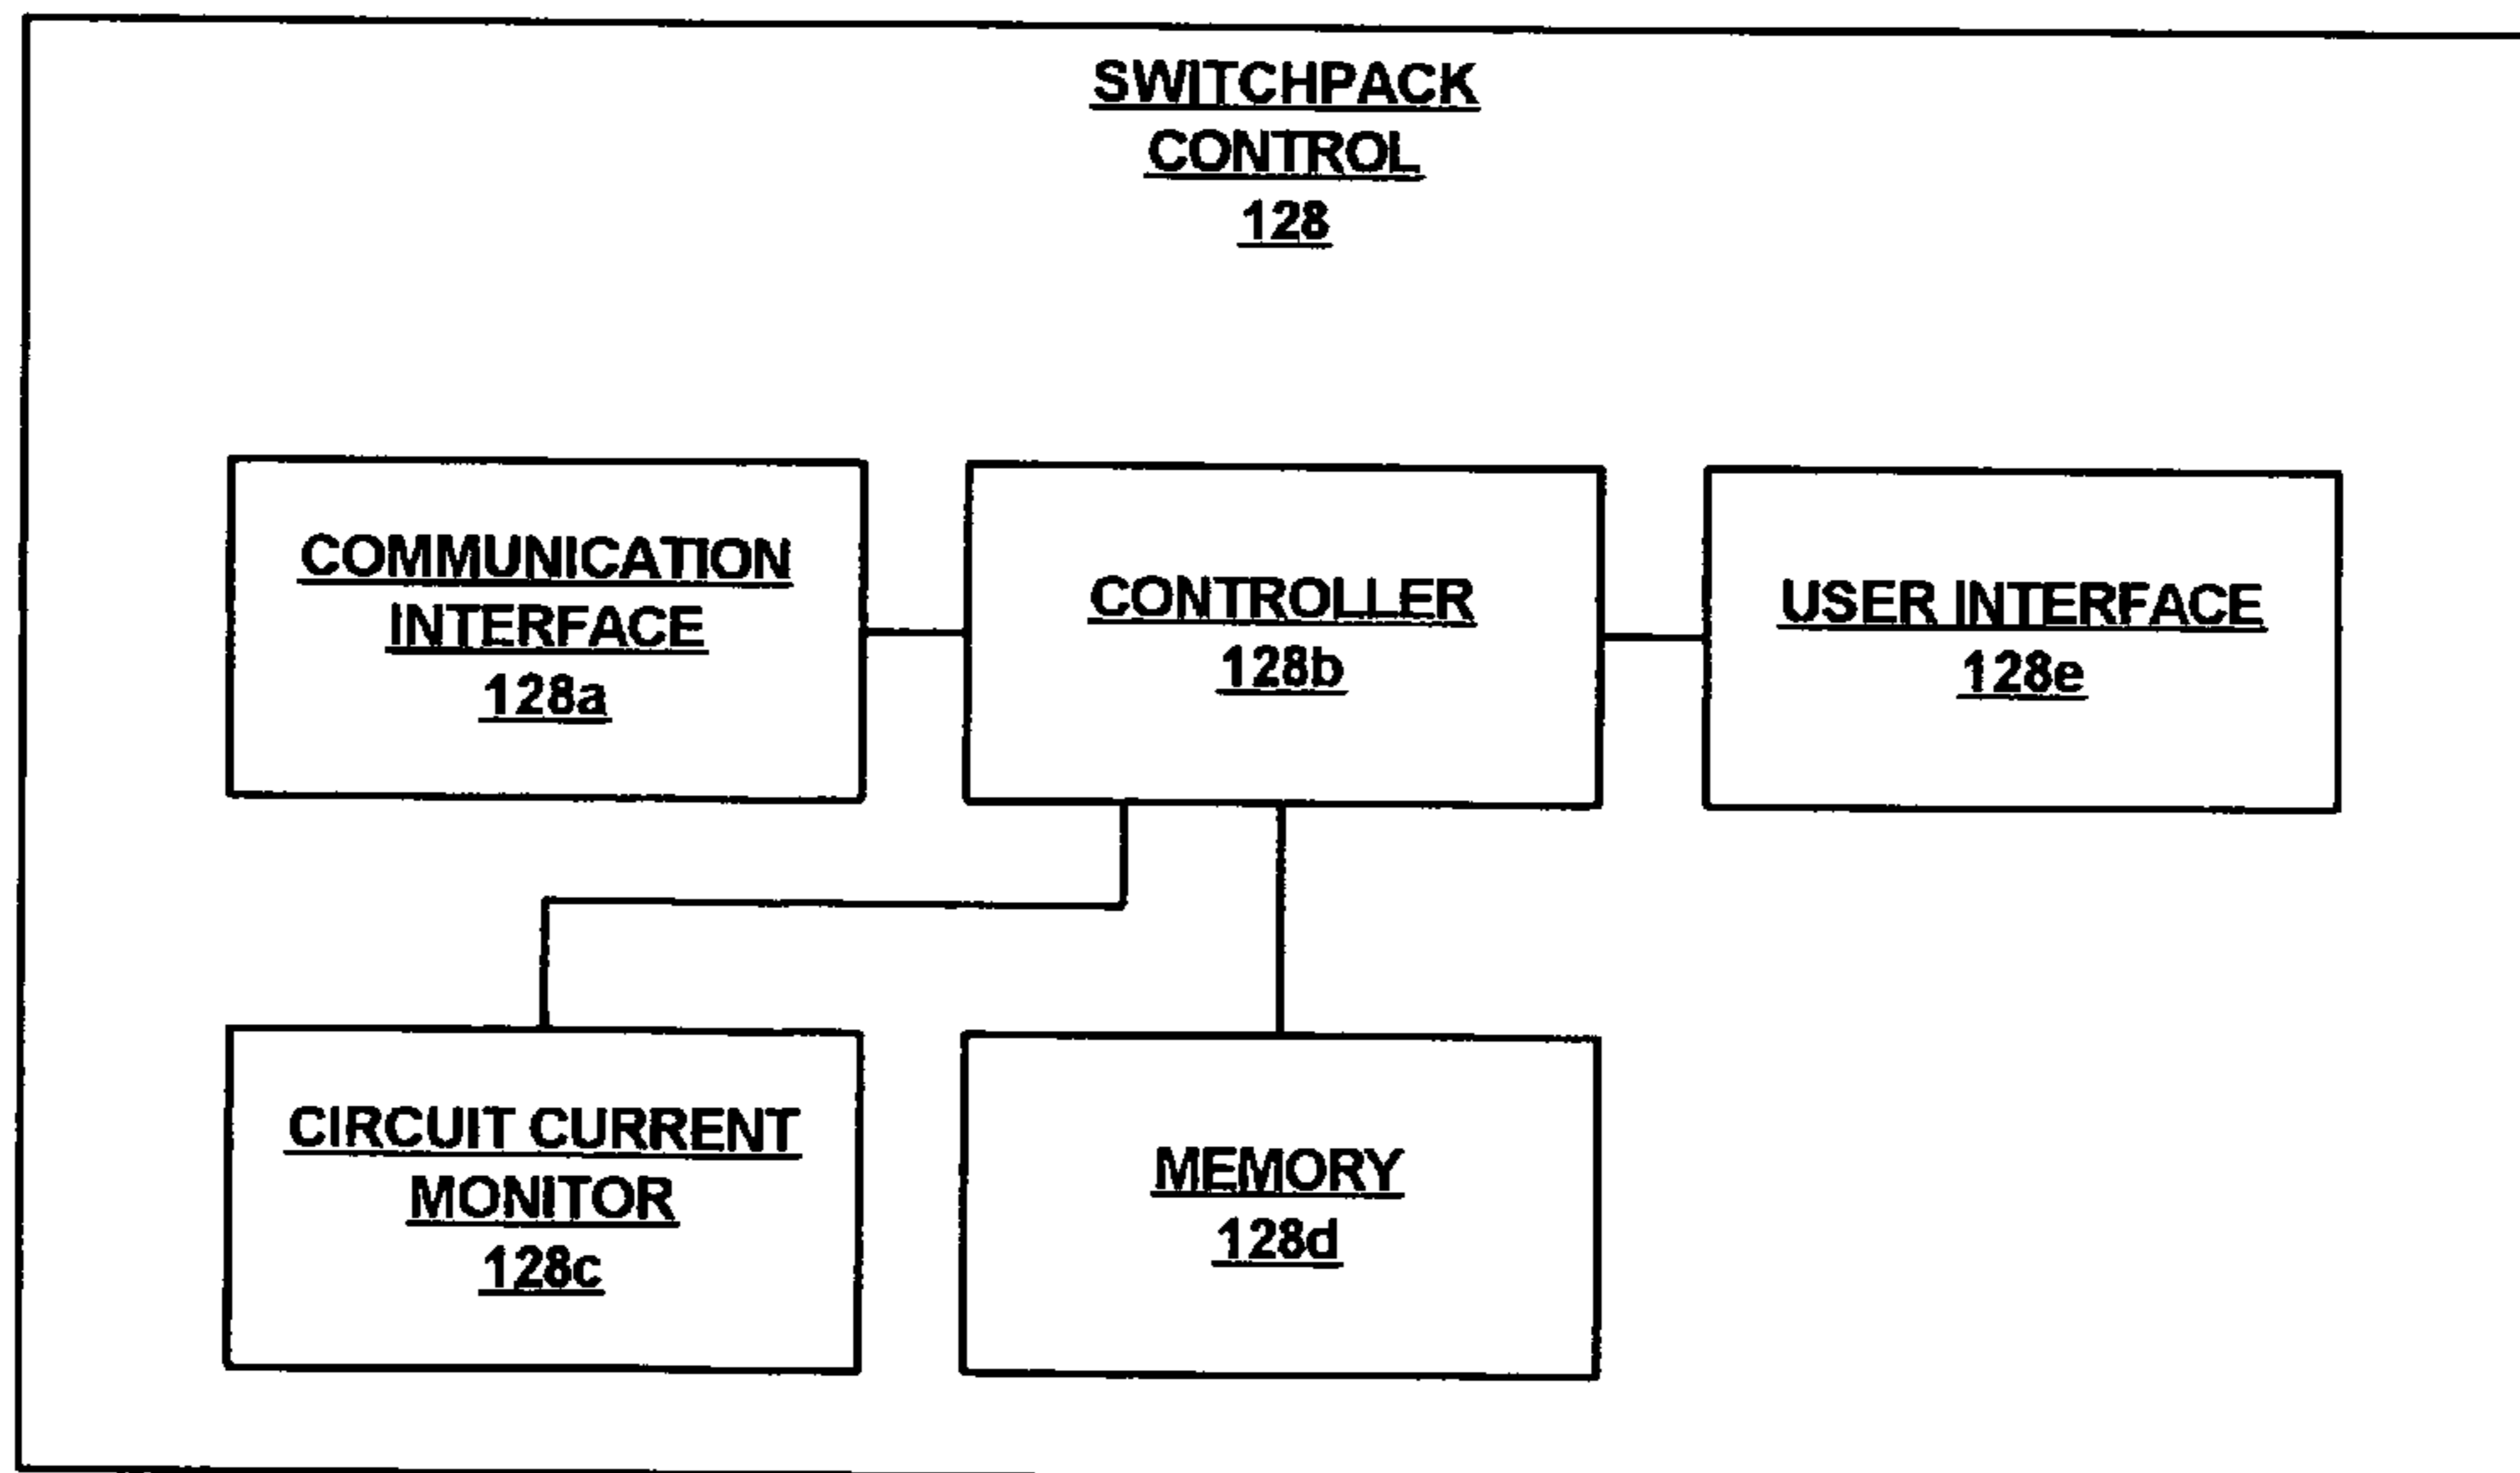 SWITCHPACK
CONTROL
128
COMMUNICATION
INTERFACE
128a
CONTROLLER
128b
USER INTERFACE
128e
CIRCUIT CURRENT
MONITOR
128c
MEMORY
128d